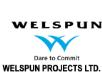 WELSPUN
Dare to Commit
WELSPUN PROJECTS LTD.